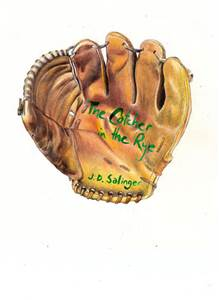 The Catcher
in the Rye
J.D. Salinger